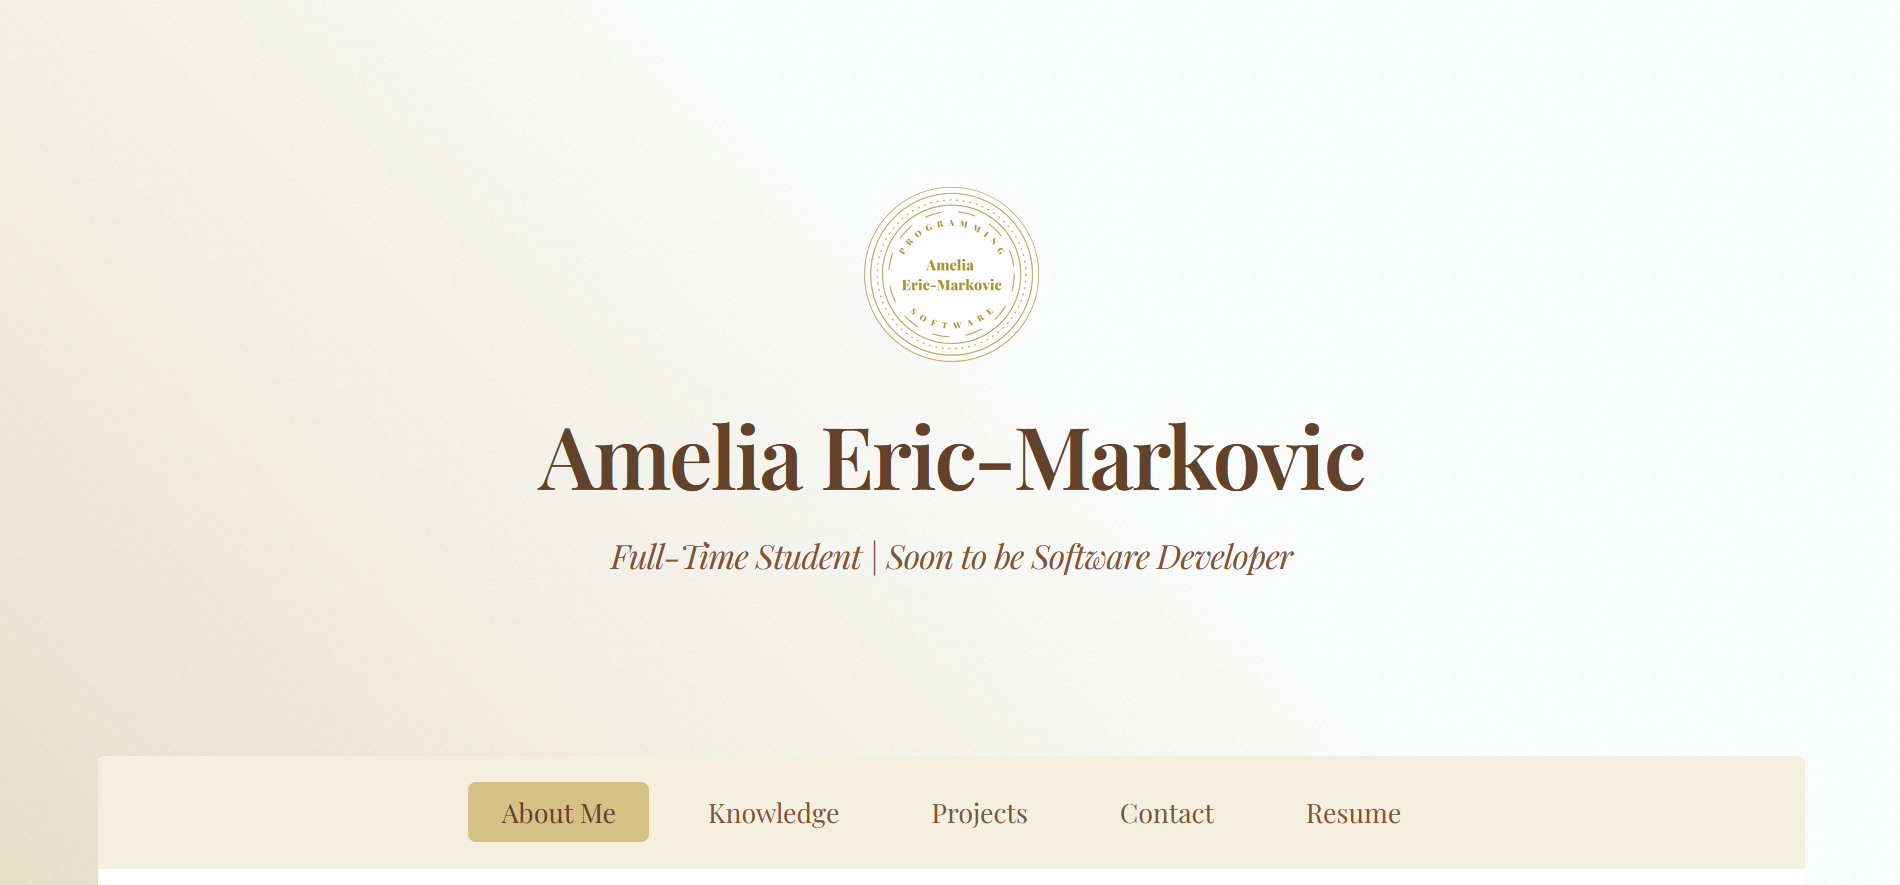 PROGRAMMING
Amelia
Eric-Markovic
SOFTWARE
Amelia Eric-Markovic
Full-Time Student | Soon to be Software Developer
About Me Knowledge Projects Contact Resume